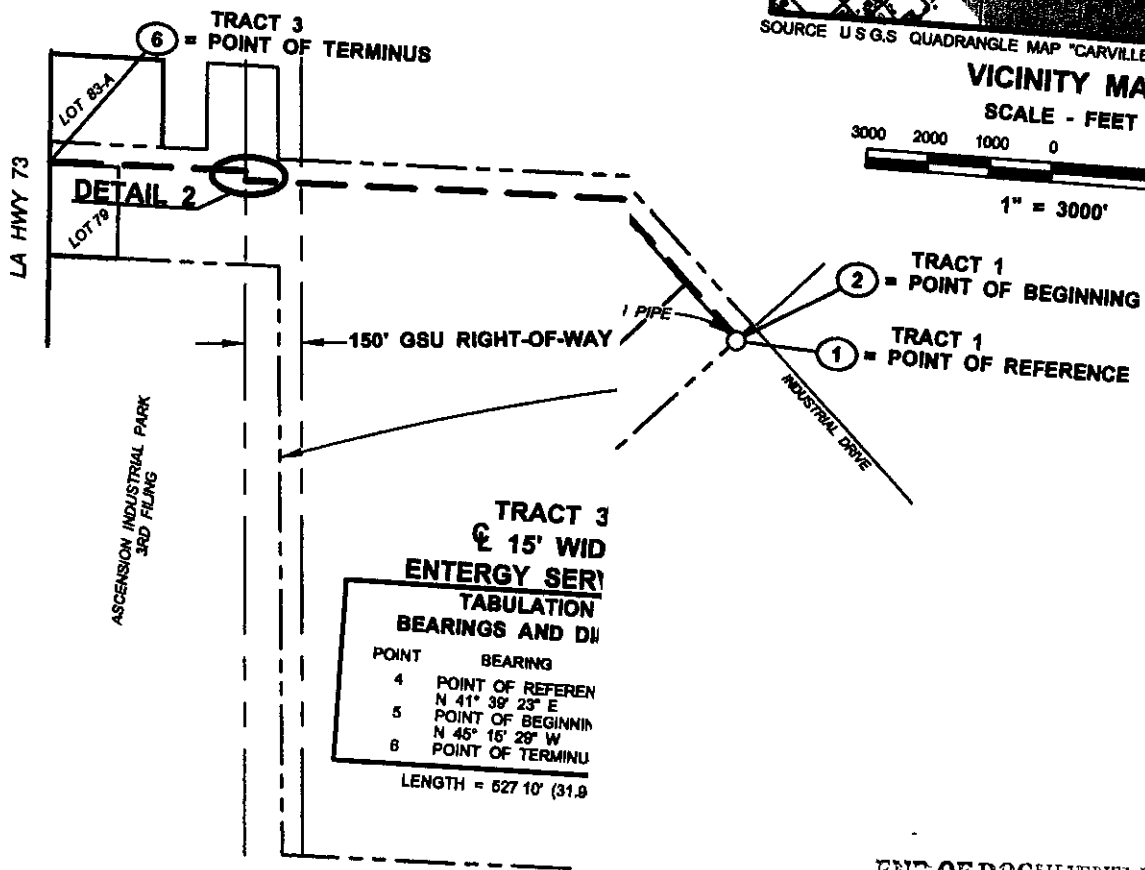 TRACT 3
6 = POINT OF TERMINUS
SOURCE U S G.S QUADRANGLE MAP "CARVILLE
VICINITY MA
SCALE - FEET
3000 2000 1000 0
1" = 3000'
LOT 83-A
LA HWY 73
DETAIL 2
LOT 79
TRACT 1
2 = POINT OF BEGINNING
TRACT 1
1 = POINT OF REFERENCE
PIPE
150' GSU RIGHT-OF-WAY
INDUSTRIAL DRIVE
ASCENSION INDUSTRIAL PARK
3RD FILING
TRACT 3
℄ 15' WID
ENTERGY SER
TABULATION
BEARINGS AND DI
POINT BEARING
4 POINT OF REFEREN
N 41° 39' 23" E
5 POINT OF BEGINNIN
N 45° 15' 29" W
6 POINT OF TERMINU
LENGTH = 527 10' (31.9